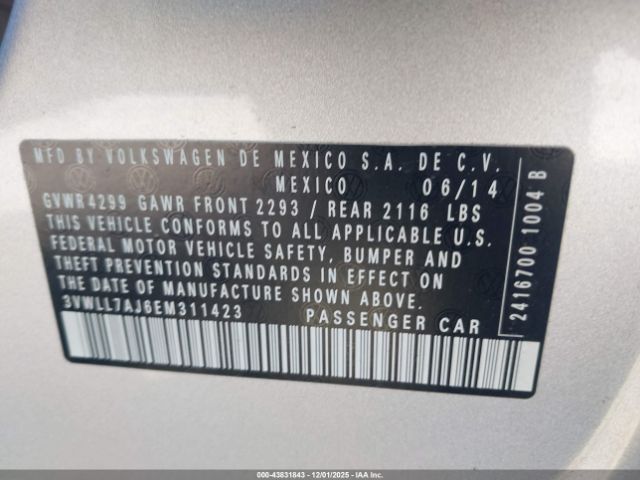 MFD BY VOLKSWAGEN DE MEXICO S.A. DE C.V.
MEXICO 06/14
GVWR4299 GAWR FRONT 2293 / REAR 2116 LBS
THIS VEHICLE CONFORMS TO ALL APPLICABLE U.S.
FEDERAL MOTOR VEHICLE SAFETY, BUMPER AND
THEFT PREVENTION STANDARDS IN EFFECT ON
THE DATE OF MANUFACTURE SHOWN ABOVE.
3VWLL7AJ6EM311423 PASSENGER CAR
2416700 1004 B
000-43831843 | 12/01/2025 | IAA Inc.